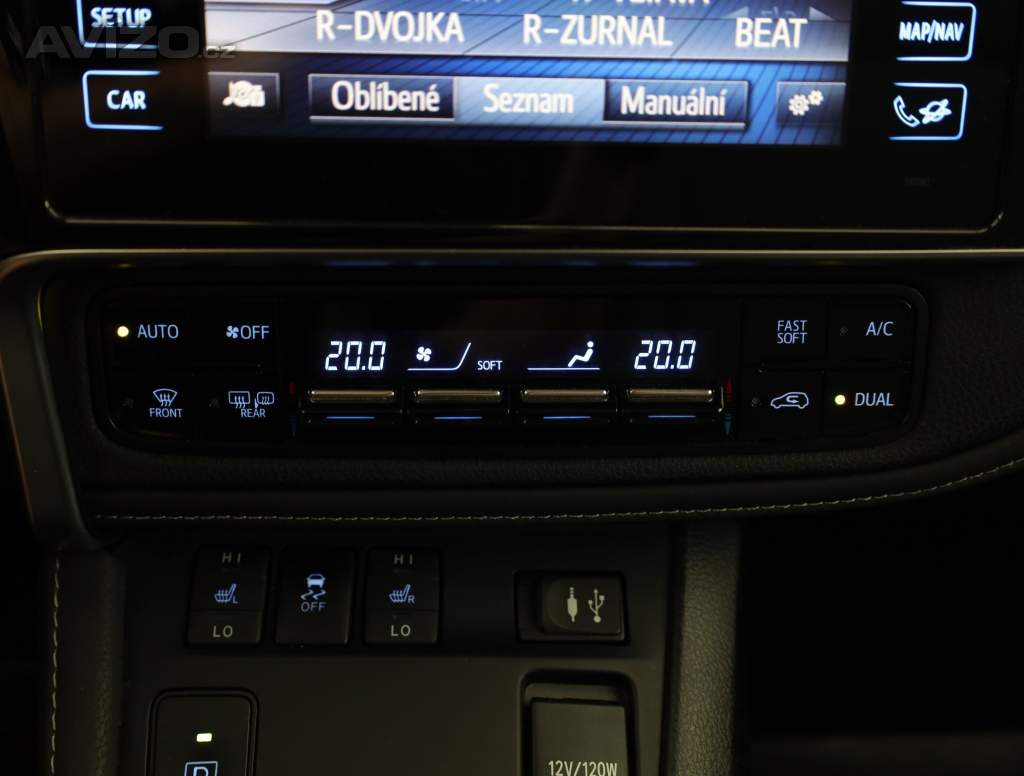 SETUP
AVIZO.cz
R-DVOJKA R-ZURNAL BEAT
MAP/NAV
CAR
Oblíbené Seznam Manuální
AUTO OFF
FAST
SOFT
A/C
20.0 SOFT 20.0
FRONT REAR
DUAL
HI HI
L OFF R
LO LO
12V/120W
P